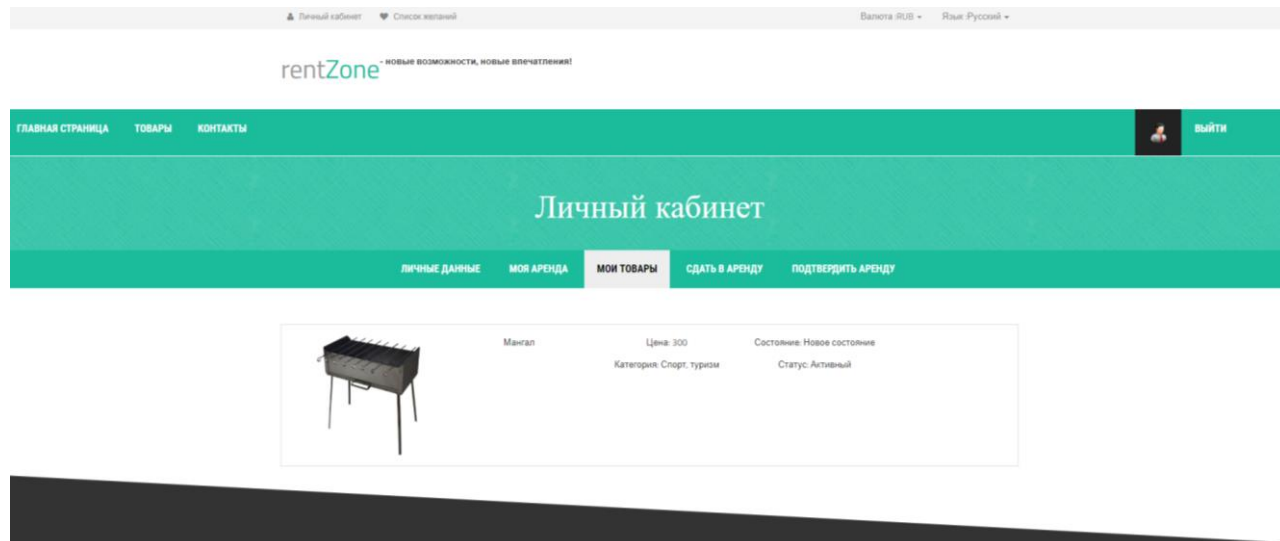 Личный кабинет Список желаний Валюта :RUB Язык :Русский
rentZone - новые возможности, новые впечатления!
ГЛАВНАЯ СТРАНИЦА ТОВАРЫ КОНТАКТЫ ВЫЙТИ
Личный кабинет
ЛИЧНЫЕ ДАННЫЕ МОЯ АРЕНДА МОИ ТОВАРЫ СДАТЬ В АРЕНДУ ПОДТВЕРДИТЬ АРЕНДУ
Мангал Цена: 300 Состояние: Новое состояние
Категория: Спорт, туризм Статус: Активный